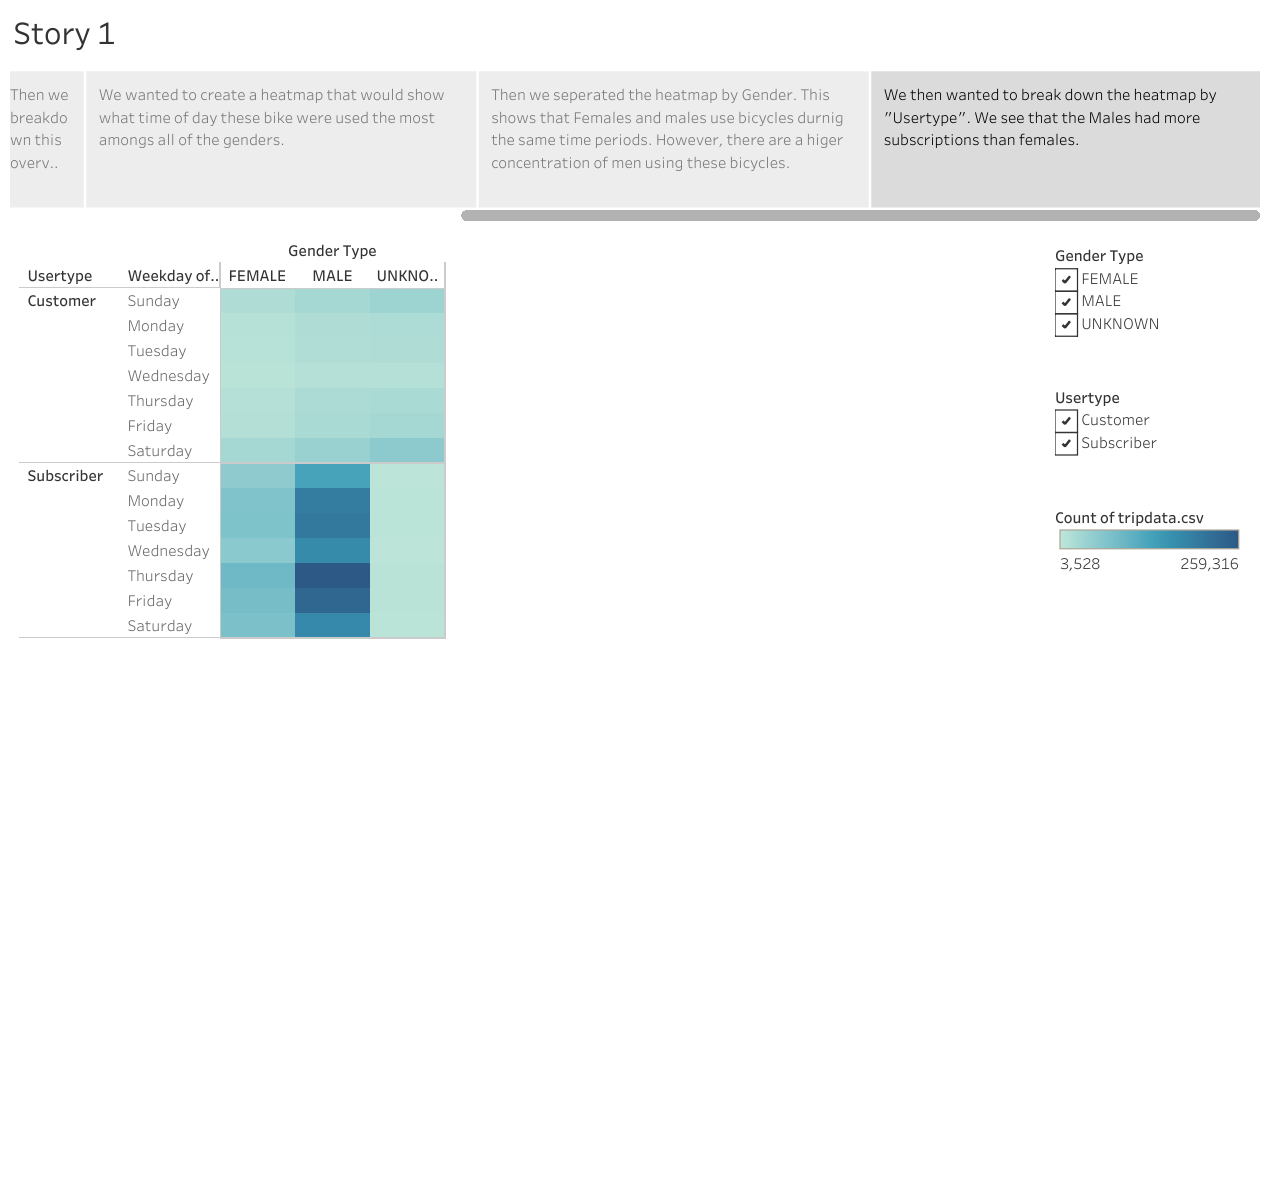 Story 1
Then we
breakdo
wn this
overv..
We wanted to create a heatmap that would show
what time of day these bike were used the most
amongs all of the genders.
Then we seperated the heatmap by Gender. This
shows that Females and males use bicycles durnig
the same time periods. However, there are a higer
concentration of men using these bicycles.
We then wanted to break down the heatmap by
"Usertype". We see that the Males had more
subscriptions than females.
Gender Type
Usertype Weekday of.. FEMALE MALE UNKNO..
Customer Sunday
Monday
Tuesday
Wednesday
Thursday
Friday
Saturday
Subscriber Sunday
Monday
Tuesday
Wednesday
Thursday
Friday
Saturday
Gender Type
FEMALE
MALE
UNKNOWN
Usertype
Customer
Subscriber
Count of tripdata.csv
3,528 259,316